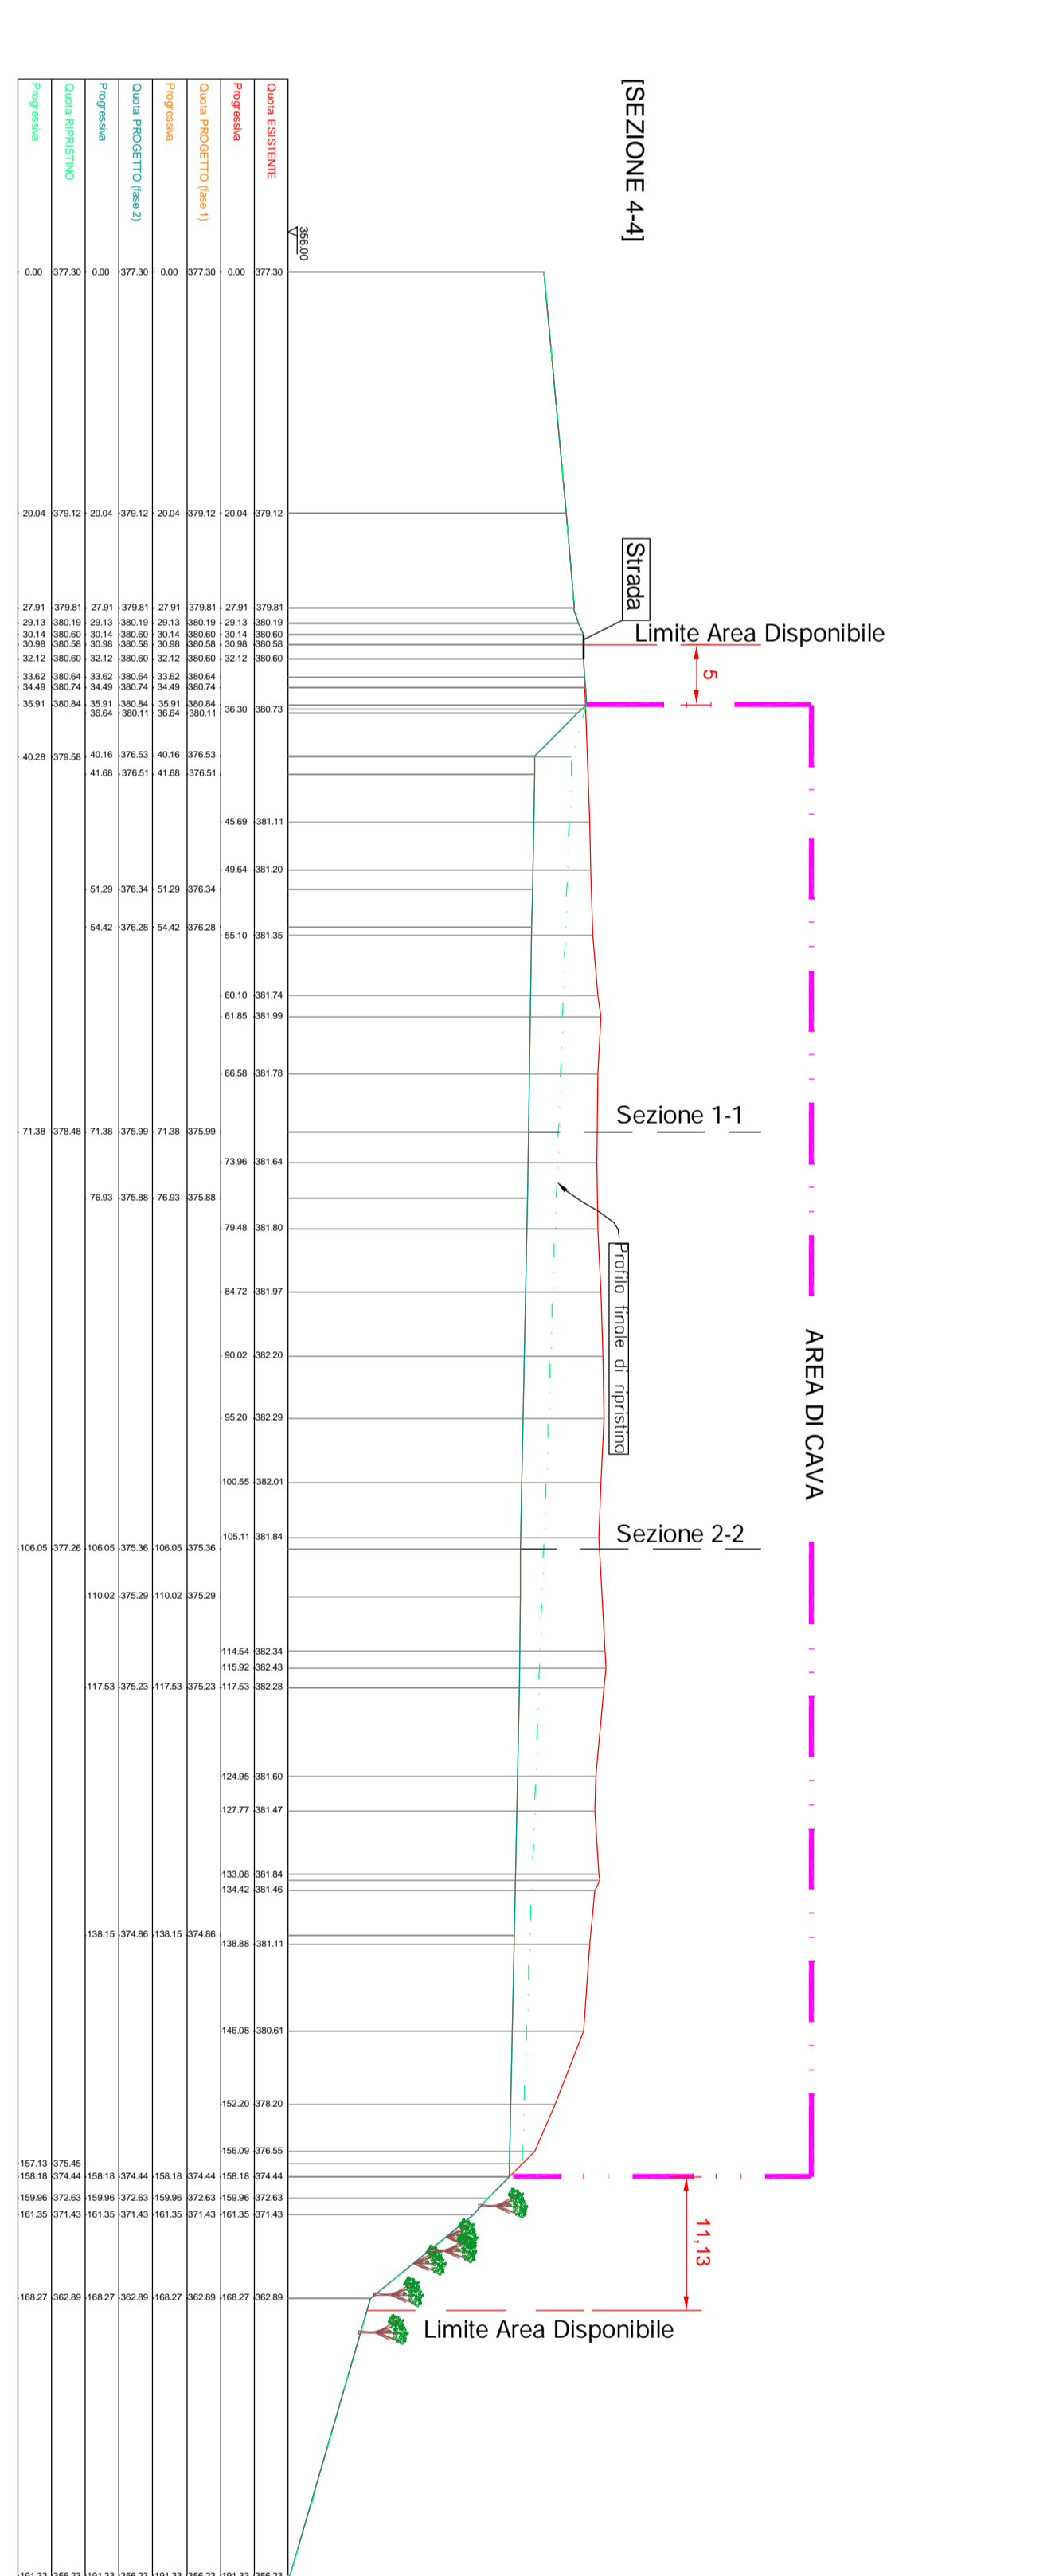 [SEZIONE 4-4]
AREA DI CAVA
Strada
Limite Area Disponibile
5
Sezione 1-1
Profilo finale di ripristino
Sezione 2-2
11,13
Limite Area Disponibile
356.00
Quota ESISTENTE 377.30 379.12 379.81 380.19 380.60 380.58 380.60 380.73 381.11 381.20 381.35 381.74 381.99 381.78 381.64 381.80 381.97 382.20 382.29 382.01 381.84 382.34 382.43 382.28 381.60 381.47 381.84 381.46 381.11 380.61 378.20 376.55 374.44 372.63 371.43 362.89
Progressiva 0.00 20.04 27.91 29.13 30.14 30.98 32.12 36.30 45.69 49.64 55.10 60.10 61.85 66.58 73.96 79.48 84.72 90.02 95.20 100.55 105.11 114.54 115.92 117.53 124.95 127.77 133.08 134.42 138.88 146.08 152.20 156.09 158.18 159.96 161.35 168.27
Quota PROGETTO (fase 1) 377.30 379.12 379.81 380.19 380.60 380.58 380.60 380.64 380.74 380.84 380.11 376.53 376.51 376.34 376.28 375.99 375.88 375.36 375.29 375.23 374.86 374.44 372.63 371.43 362.89
Progressiva 0.00 20.04 27.91 29.13 30.14 30.98 32.12 33.62 34.49 35.91 36.64 40.16 41.68 51.29 54.42 71.38 76.93 106.05 110.02 117.53 138.15 158.18 159.96 161.35 168.27
Quota PROGETTO (fase 2) 377.30 379.12 379.81 380.19 380.60 380.58 380.60 380.64 380.74 380.84 380.11 376.53 376.51 376.34 376.28 375.99 375.88 375.36 375.29 375.23 374.86 374.44 372.63 371.43 362.89
Progressiva 0.00 20.04 27.91 29.13 30.14 30.98 32.12 33.62 34.49 35.91 36.64 40.16 41.68 51.29 54.42 71.38 76.93 106.05 110.02 117.53 138.15 158.18 159.96 161.35 168.27
Quota RIPRISTINO 377.30 379.12 379.81 380.19 380.60 380.58 380.60 380.64 380.74 380.84 379.58 378.48 377.26 375.45 374.44 372.63 371.43 362.89
Progressiva 0.00 20.04 27.91 29.13 30.14 30.98 32.12 33.62 34.49 35.91 40.28 71.38 106.05 157.13 158.18 159.96 161.35 168.27